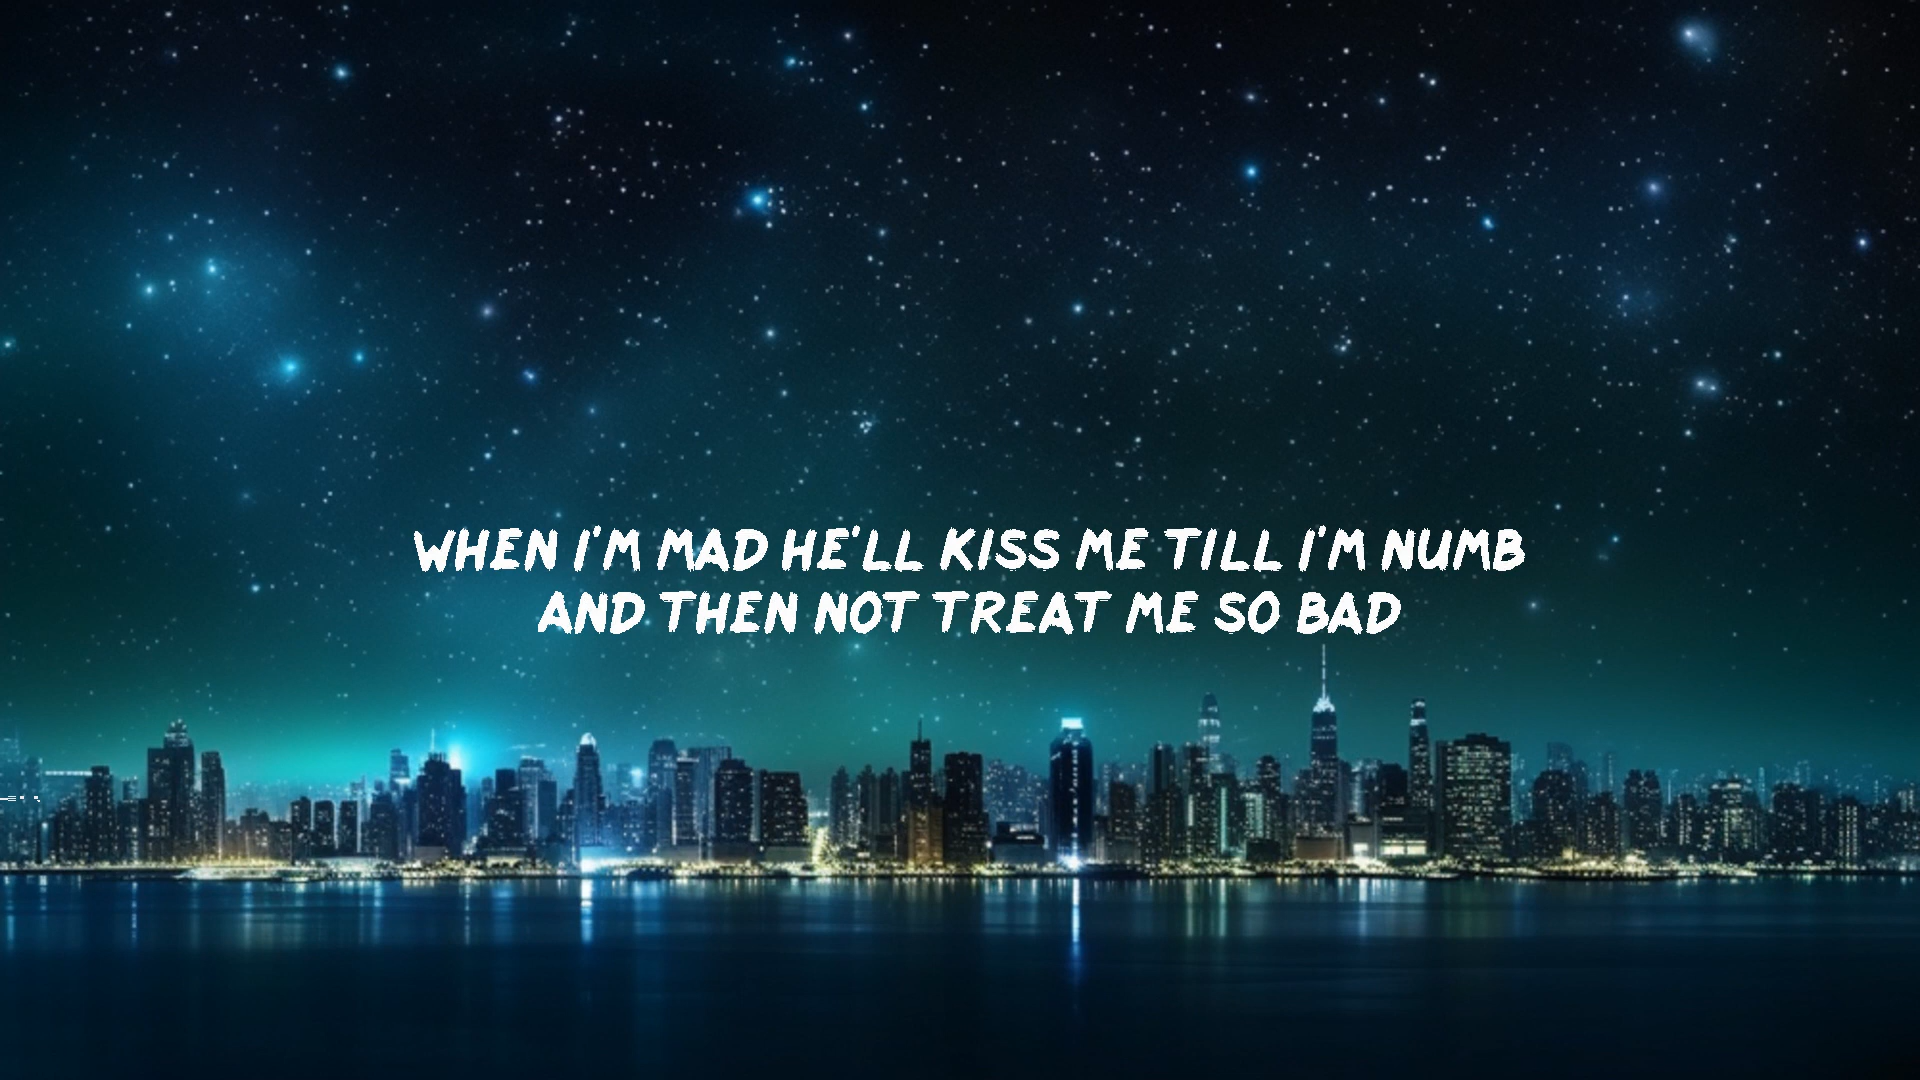 WHEN I'M MAD HE'LL KISS ME TILL I'M NUMB
AND THEN NOT TREAT ME SO BAD